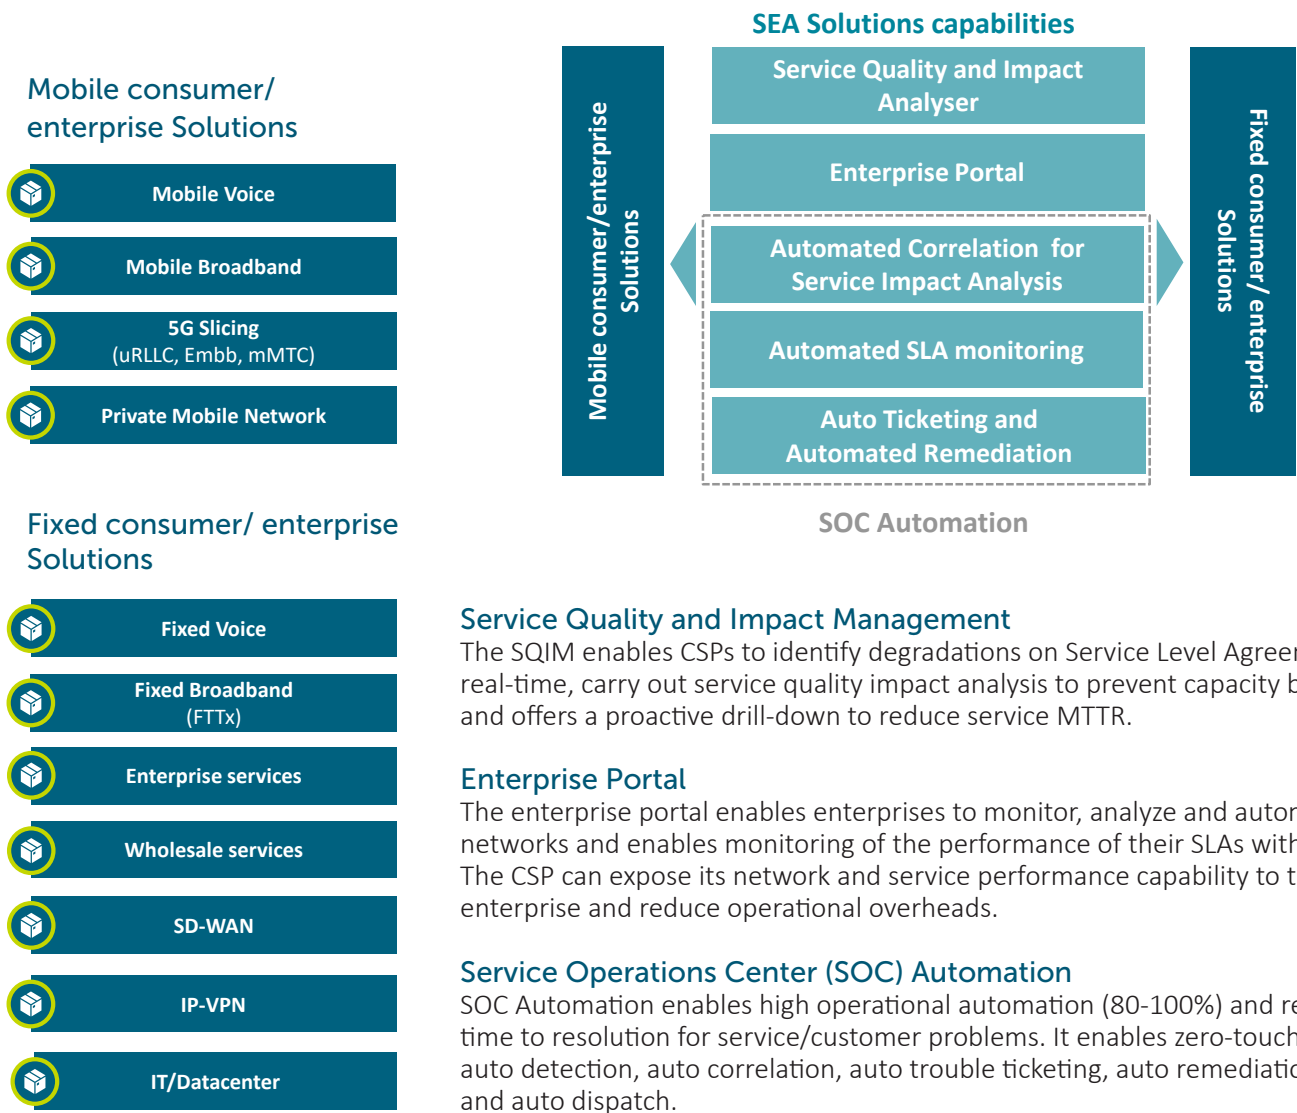 Mobile consumer/
enterprise Solutions
Mobile Voice
Mobile Broadband
5G Slicing
(uRLLC, Embb, mMTC)
Private Mobile Network
Fixed consumer/ enterprise
Solutions
Fixed Voice
Fixed Broadband
(FTTx)
Enterprise services
Wholesale services
SD-WAN
IP-VPN
IT/Datacenter
SEA Solutions capabilities
Mobile consumer/enterprise
Solutions
Service Quality and Impact
Analyser
Enterprise Portal
Automated Correlation for
Service Impact Analysis
Automated SLA monitoring
Auto Ticketing and
Automated Remediation
Fixed consumer/ enterprise
Solutions
SOC Automation
Service Quality and Impact Management
The SQIM enables CSPs to identify degradations on Service Level
real-time, carry out service quality impact analysis to prevent capacity
and offers a proactive drill-down to reduce service MTTR.
Enterprise Portal
The enterprise portal enables enterprises to monitor, analyze and
networks and enables monitoring of the performance of their SLAs with
The CSP can expose its network and service performance capability to
enterprise and reduce operational overheads.
Service Operations Center (SOC) Automation
SOC Automation enables high operational automation (80-100%) and
time to resolution for service/customer problems. It enables zero-touch
auto detection, auto correlation, auto trouble ticketing, auto
and auto dispatch.